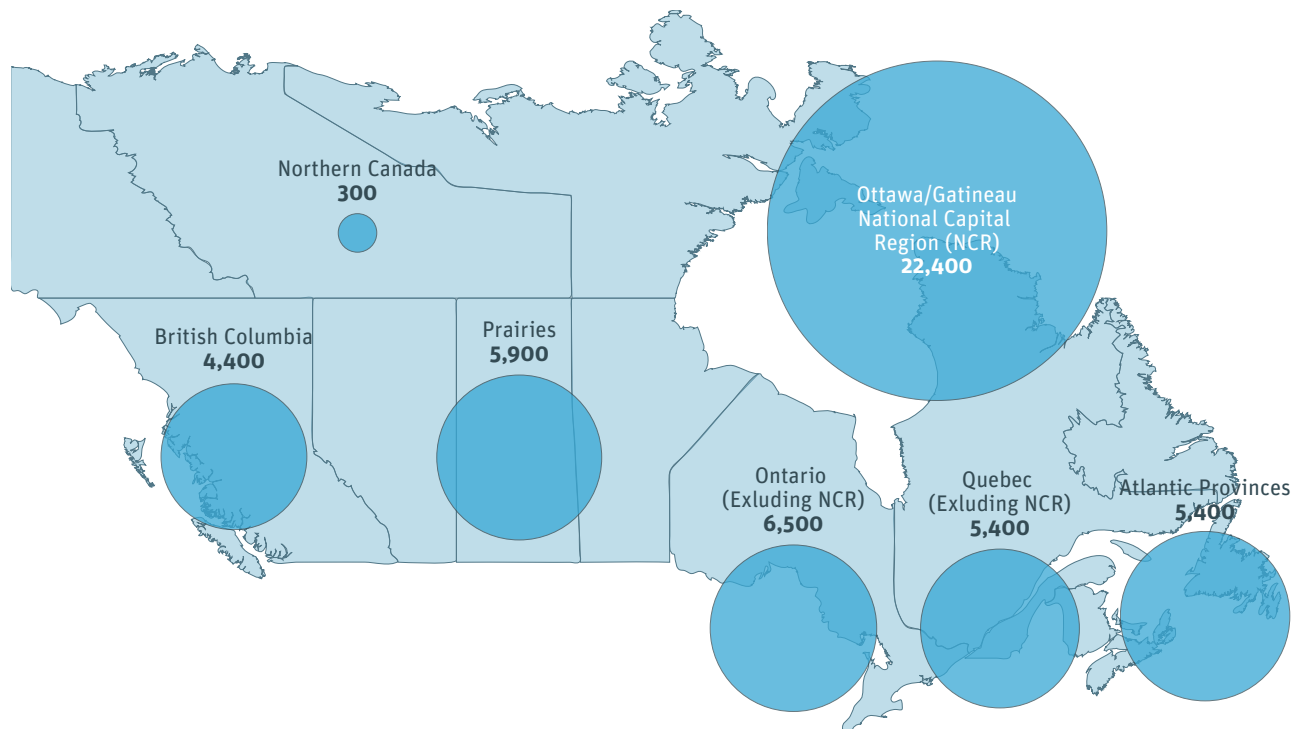 Northern Canada
300
Ottawa/Gatineau
National Capital
Region (NCR)
22,400
British Columbia
4,400
Prairies
5,900
Ontario
(Exluding NCR)
6,500
Quebec
(Exluding NCR)
5,400
Atlantic Provinces
5,400